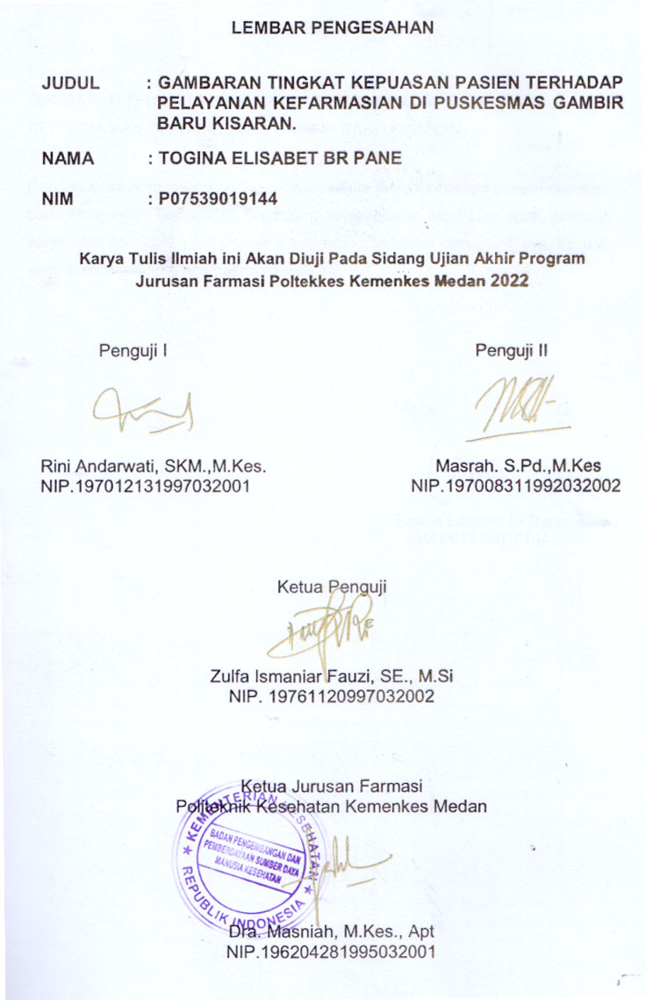 LEMBAR PENGESAHAN
JUDUL : GAMBARAN TINGKAT KEPUASAN PASIEN TERHADAP
PELAYANAN KEFARMASIAN DI PUSKESMAS GAMBIR
BARU KISARAN.
NAMA : TOGINA ELISABET BR PANE
NIM : P07539019144
Karya Tulis Ilmiah ini Akan Diuji Pada Sidang Ujian Akhir Program
Jurusan Farmasi Poltekkes Kemenkes Medan 2022
Penguji I
Penguji II
Rini Andarwati, SKM.,M.Kes.
NIP.197012131997032001
Masrah. S.Pd.,M.Kes
NIP.197008311992032002
Ketua Penguji
Zulfa Ismaniar Fauzi, SE., M.Si
NIP. 19761120997032002
Ketua Jurusan Farmasi
Politeknik Kesehatan Kemenkes Medan
KEMENTERIAN KESEHATAN
BADAN PENGEMBANGAN DAN
PEMBERDAYAAN SUMBER DAYA
MANUSIA KESEHATAN
REPUBLIK INDONESIA
Dra. Masniah, M.Kes., Apt
NIP.196204281995032001